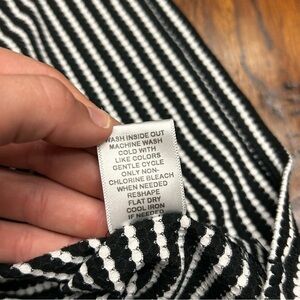 WASH INSIDE OUT
MACHINE WASH
COLD WITH
LIKE COLORS
GENTLE CYCLE
ONLY NON-
CHLORINE BLEACH
WHEN NEEDED
RESHAPE
FLAT DRY
COOL IRON
IF NEEDED